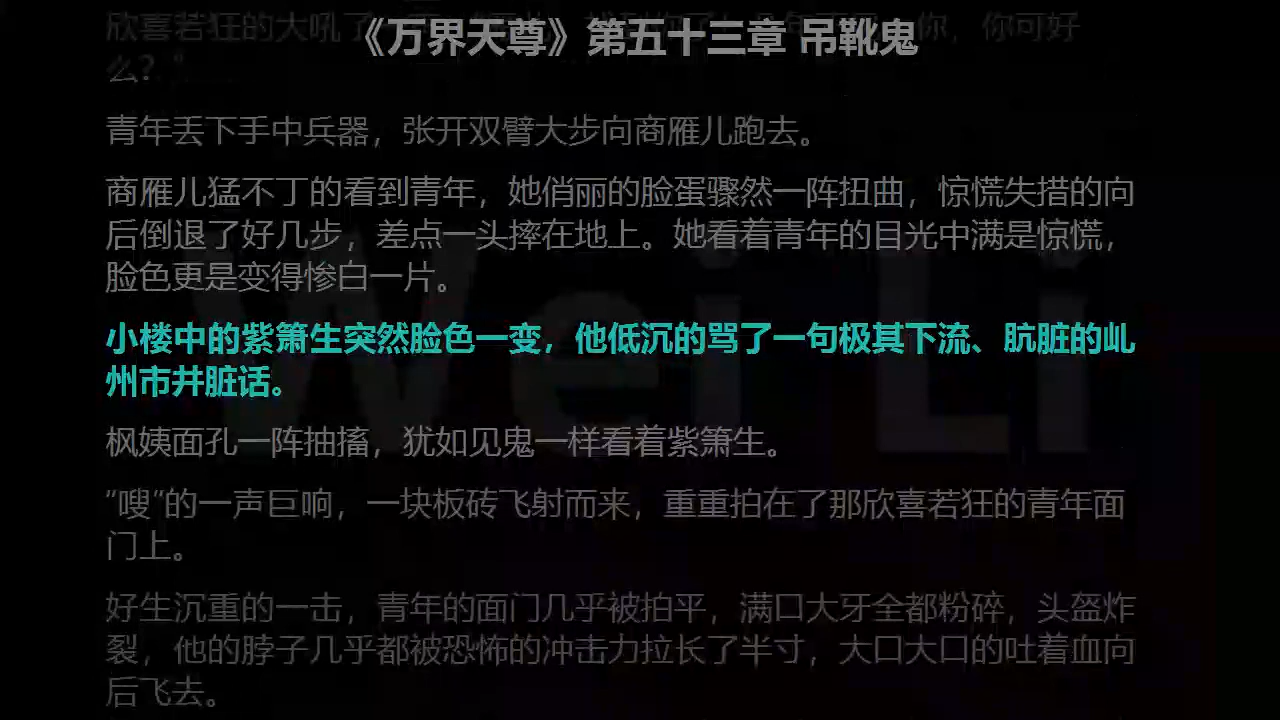 《万界天尊》第五十三章 吊靴鬼
欣喜若狂的大吼了 你，你可好
么？”
青年丢下手中兵器，张开双臂大步向商雁儿跑去。
商雁儿猛不丁的看到青年，她俏丽的脸蛋骤然一阵扭曲，惊慌失措的向
后倒退了好几步，差点一头摔在地上。她看着青年的目光中满是惊慌，
脸色更是变得惨白一片。
小楼中的紫箫生突然脸色一变，他低沉的骂了一句极其下流、肮脏的乢
州市井脏话。
枫姨面孔一阵抽搐，犹如见鬼一样看着紫箫生。
“嗖”的一声巨响，一块板砖飞射而来，重重拍在了那欣喜若狂的青年面
门上。
好生沉重的一击，青年的面门几乎被拍平，满口大牙全都粉碎，头盔炸
裂，他的脖子几乎都被恐怖的冲击力拉长了半寸，大口大口的吐着血向
后飞去。
Wei Li